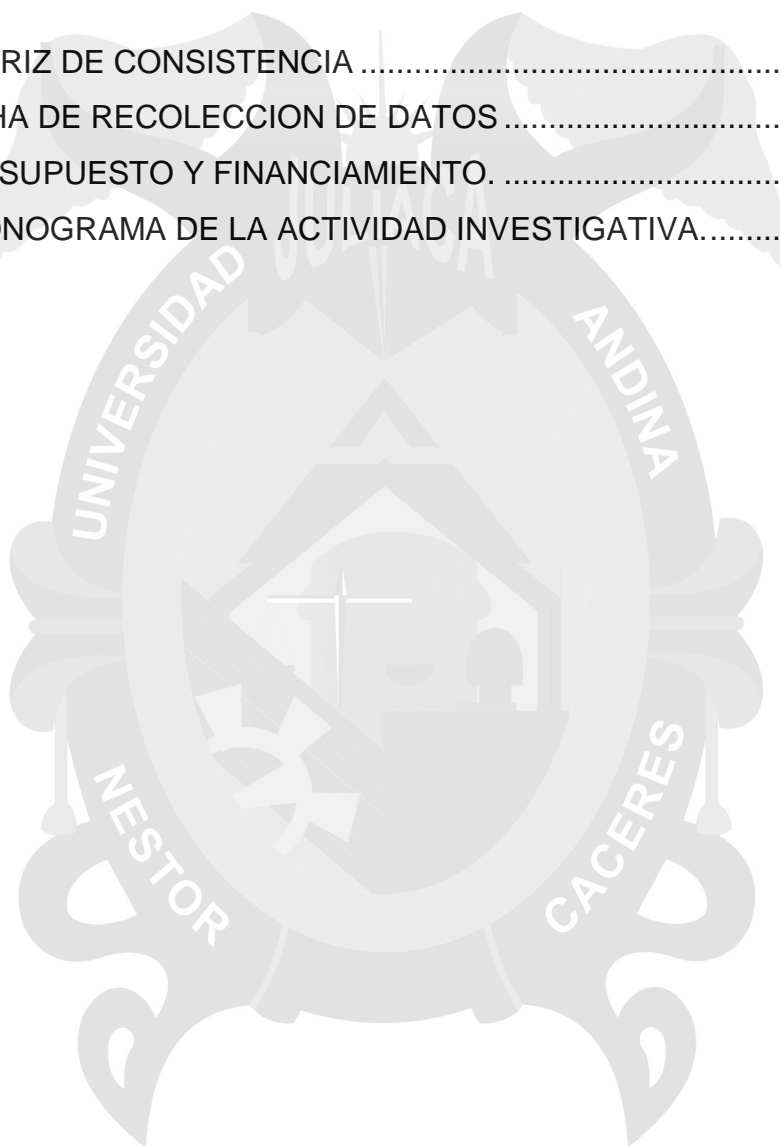 RIZ DE CONSISTENCIA ...............................................
HA DE RECOLECCION DE DATOS ...............................
SUPUESTO Y FINANCIAMIENTO. ...............................
ONOGRAMA DE LA ACTIVIDAD INVESTIGATIVA.........
JULIACA
UNIVERSIDAD
ANDINA
NESTOR
CACERES